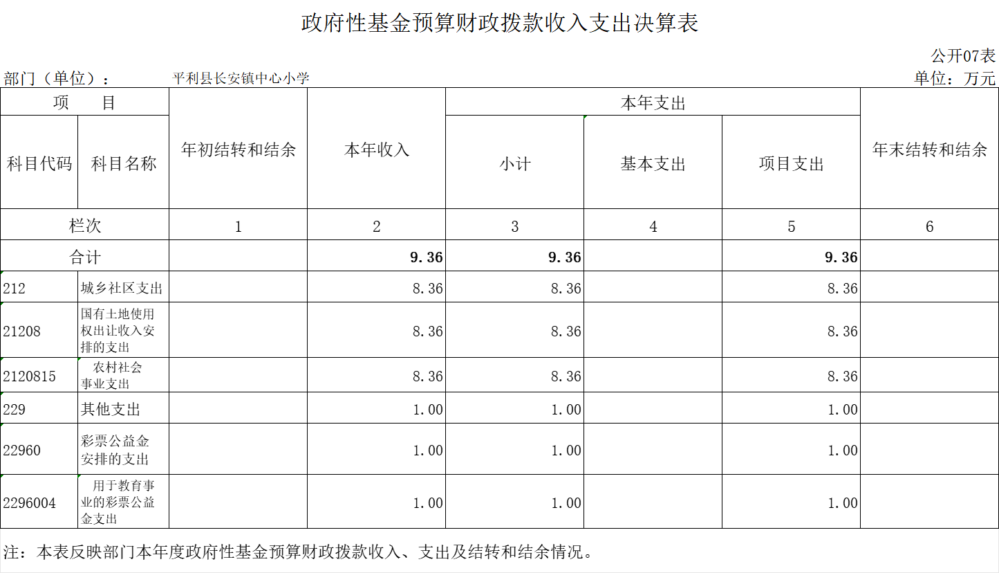 政府性基金预算财政拨款收入支出决算表
公开07表
部门（单位）： 平利县长安镇中心小学 单位：万元
项 目 年初结转和结余 本年收入 本年支出 年末结转和结余
科目代码 科目名称 小计 基本支出 项目支出
栏次 1 2 3 4 5 6
合计 9.36 9.36 9.36
212 城乡社区支出 8.36 8.36 8.36
21208 国有土地使用
权出让收入安
排的支出 8.36 8.36 8.36
2120815 农村社会
事业支出 8.36 8.36 8.36
229 其他支出 1.00 1.00 1.00
22960 彩票公益金
安排的支出 1.00 1.00 1.00
2296004 用于教育事
业的彩票公益
金支出 1.00 1.00 1.00
注：本表反映部门本年度政府性基金预算财政拨款收入、支出及结转和结余情况。